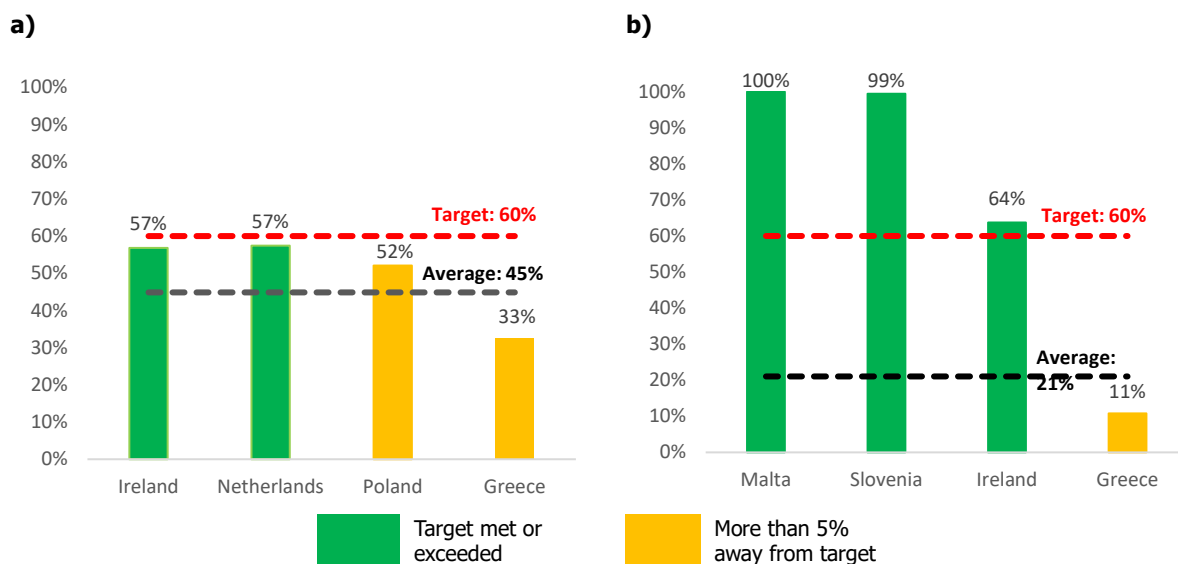 a)
100%
90%
80%
70%
60%
50%
40%
30%
20%
10%
0%
57%
57%
52%
33%
Target: 60%
Average: 45%
Ireland
Netherlands
Poland
Greece
b)
100%
90%
80%
70%
60%
50%
40%
30%
20%
10%
0%
100%
99%
64%
11%
Target: 60%
Average:
21%
Malta
Slovenia
Ireland
Greece
Target met or
exceeded
More than 5%
away from target